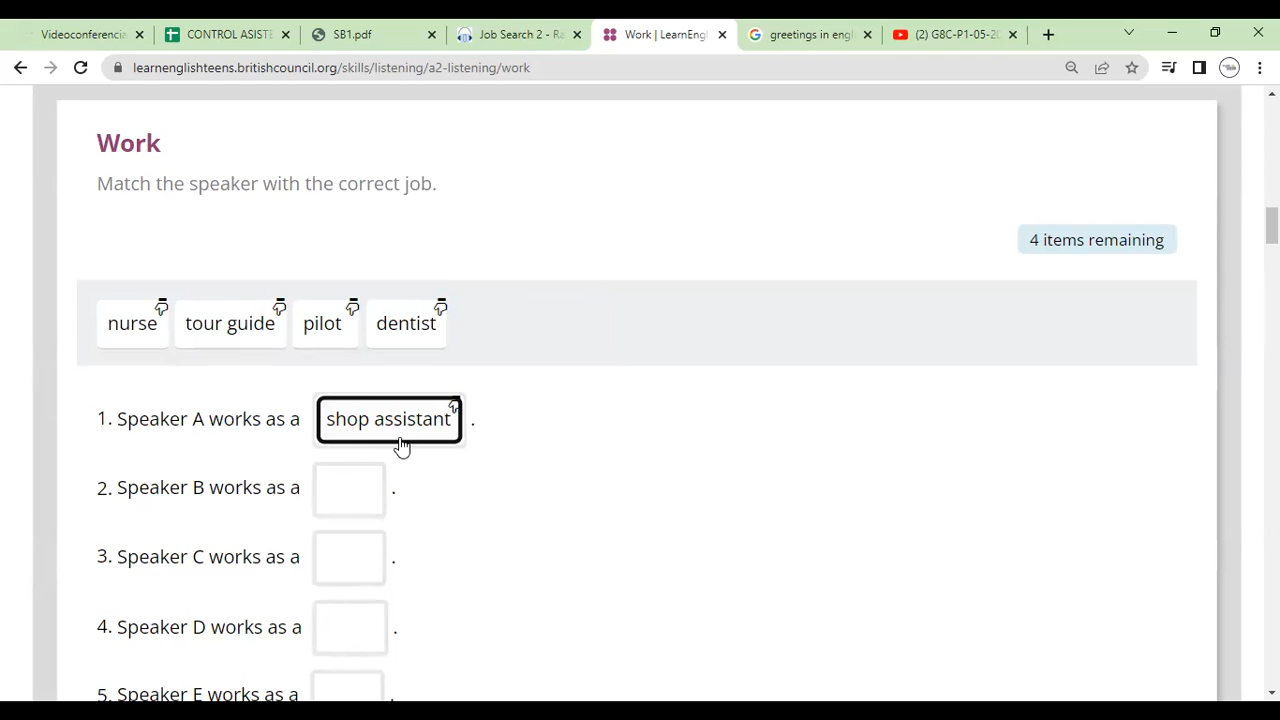 Videoconferencia
CONTROL ASISTE
SB1.pdf
Job Search 2 - Ra
Work | LearnEngl
greetings in engl
(2) G8C-P1-05-20
learnenglishteens.britishcouncil.org/skills/listening/a2-listening/work
Work
Match the speaker with the correct job.
4 items remaining
nurse
tour guide
pilot
dentist
1. Speaker A works as a shop assistant .
2. Speaker B works as a .
3. Speaker C works as a .
4. Speaker D works as a .
5. Speaker E works as a .